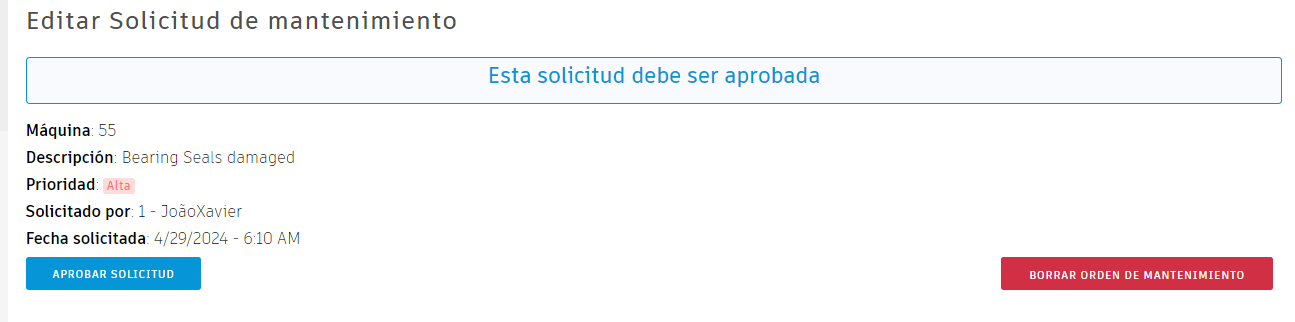 Editar Solicitud de mantenimiento
Esta solicitud debe ser aprobada
Máquina: 55
Descripción: Bearing Seals damaged
Prioridad: Alta
Solicitado por: 1 - JoãoXavier
Fecha solicitada: 4/29/2024 - 6:10 AM
APROBAR SOLICITUD
BORRAR ORDEN DE MANTENIMIENTO